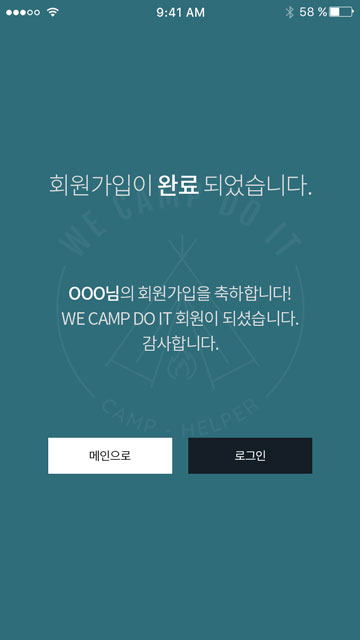 9:41 AM 58 %
회원가입이 완료 되었습니다.
WE CAMP DO IT
OOO님의 회원가입을 축하합니다!
WE CAMP DO IT 회원이 되셨습니다.
감사합니다.
CAMP - HELPER
메인으로 로그인